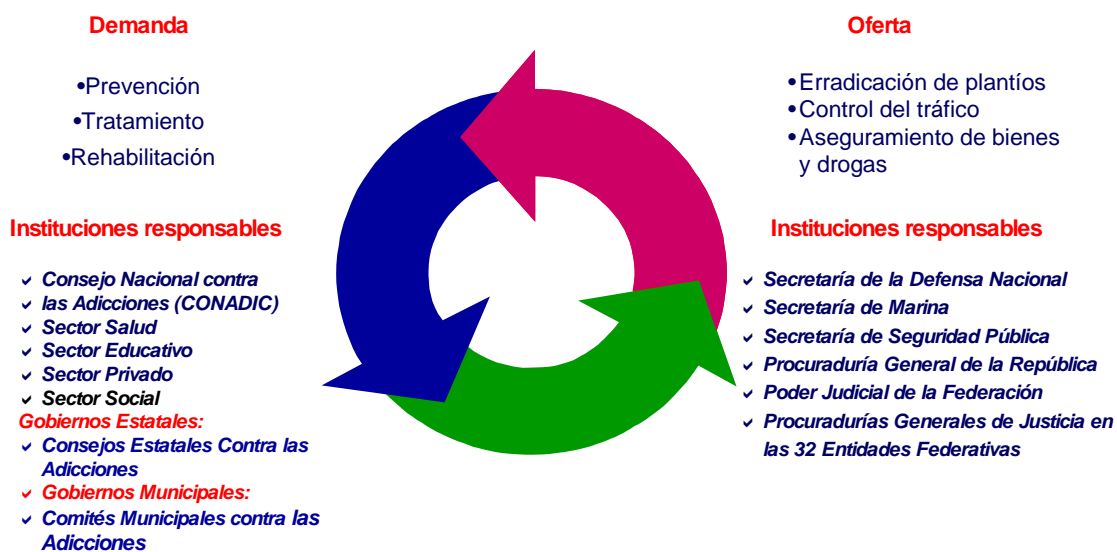 Demanda
•Prevención
•Tratamiento
•Rehabilitación
Instituciones responsables
✓ Consejo Nacional contra
✓ las Adicciones (CONADIC)
✓ Sector Salud
✓ Sector Educativo
✓ Sector Privado
✓ Sector Social
Gobiernos Estatales:
✓ Consejos Estatales Contra las
Adicciones
✓ Gobiernos Municipales:
✓ Comités Municipales contra las
Adicciones
Oferta
•Erradicación de plantíos
•Control del tráfico
•Aseguramiento de bienes
y drogas
Instituciones responsables
✓ Secretaría de la Defensa Nacional
✓ Secretaría de Marina
✓ Secretaría de Seguridad Pública
✓ Procuraduría General de la República
✓ Poder Judicial de la Federación
✓ Procuradurías Generales de Justicia en
las 32 Entidades Federativas